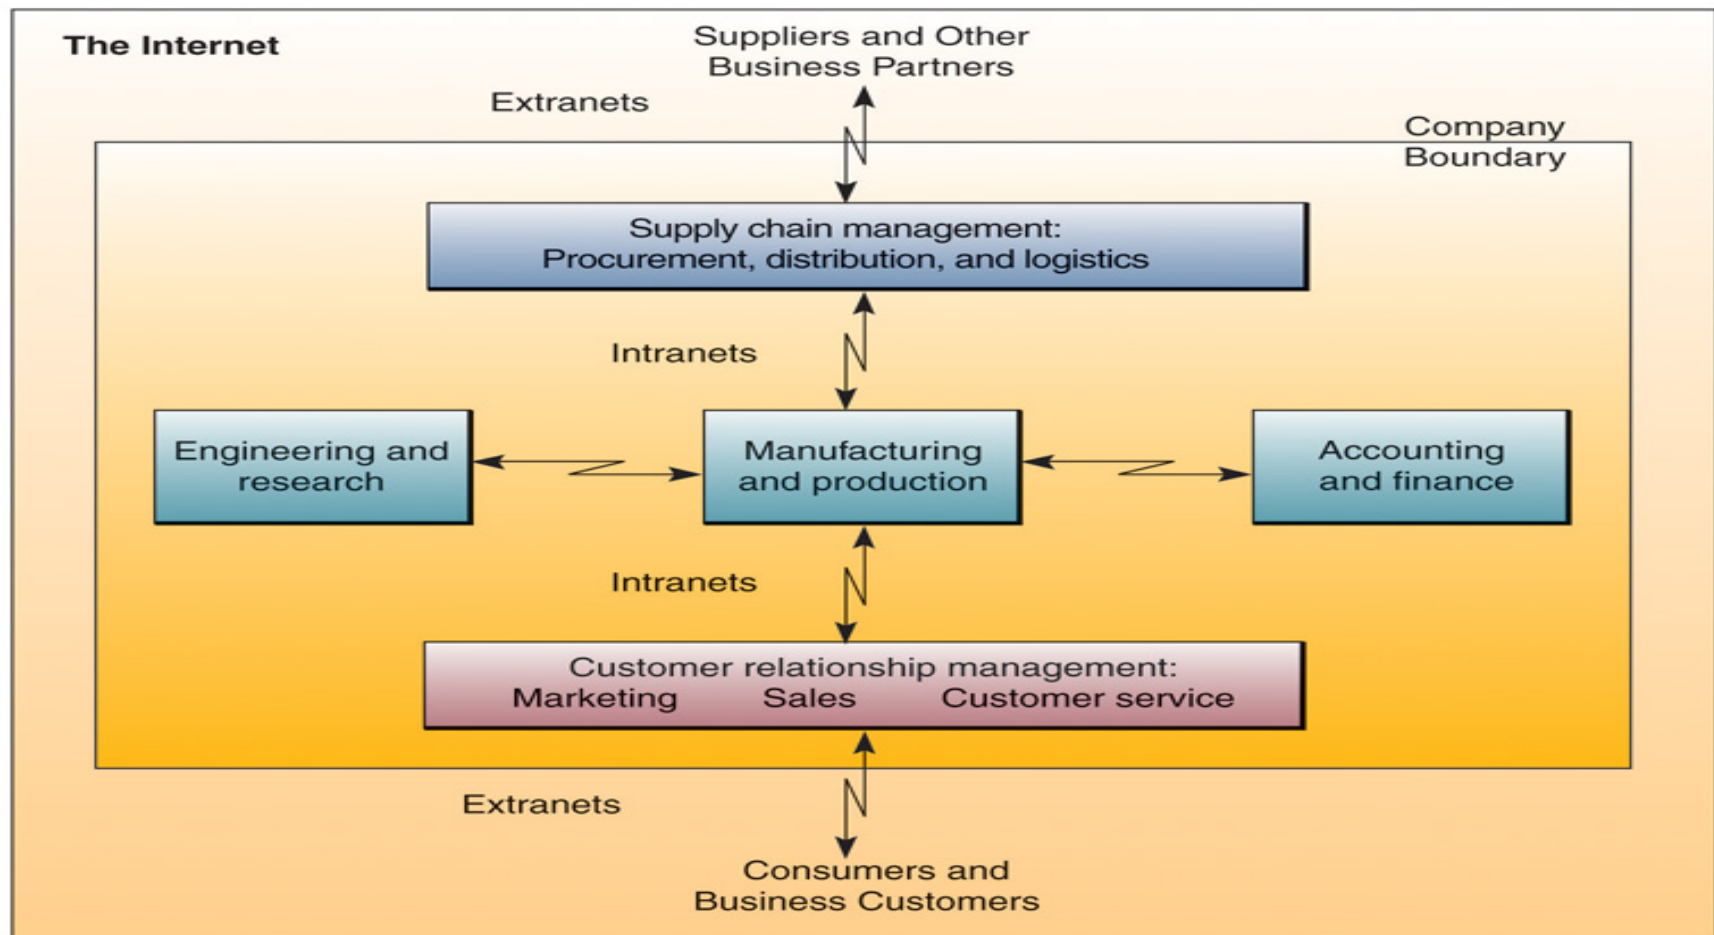 The Internet
Suppliers and Other
Business Partners
Extranets
Company
Boundary
Supply chain management:
Procurement, distribution, and logistics
Intranets
Engineering and
research
Manufacturing
and production
Accounting
and finance
Intranets
Customer relationship management:
Marketing Sales Customer service
Extranets
Consumers and
Business Customers